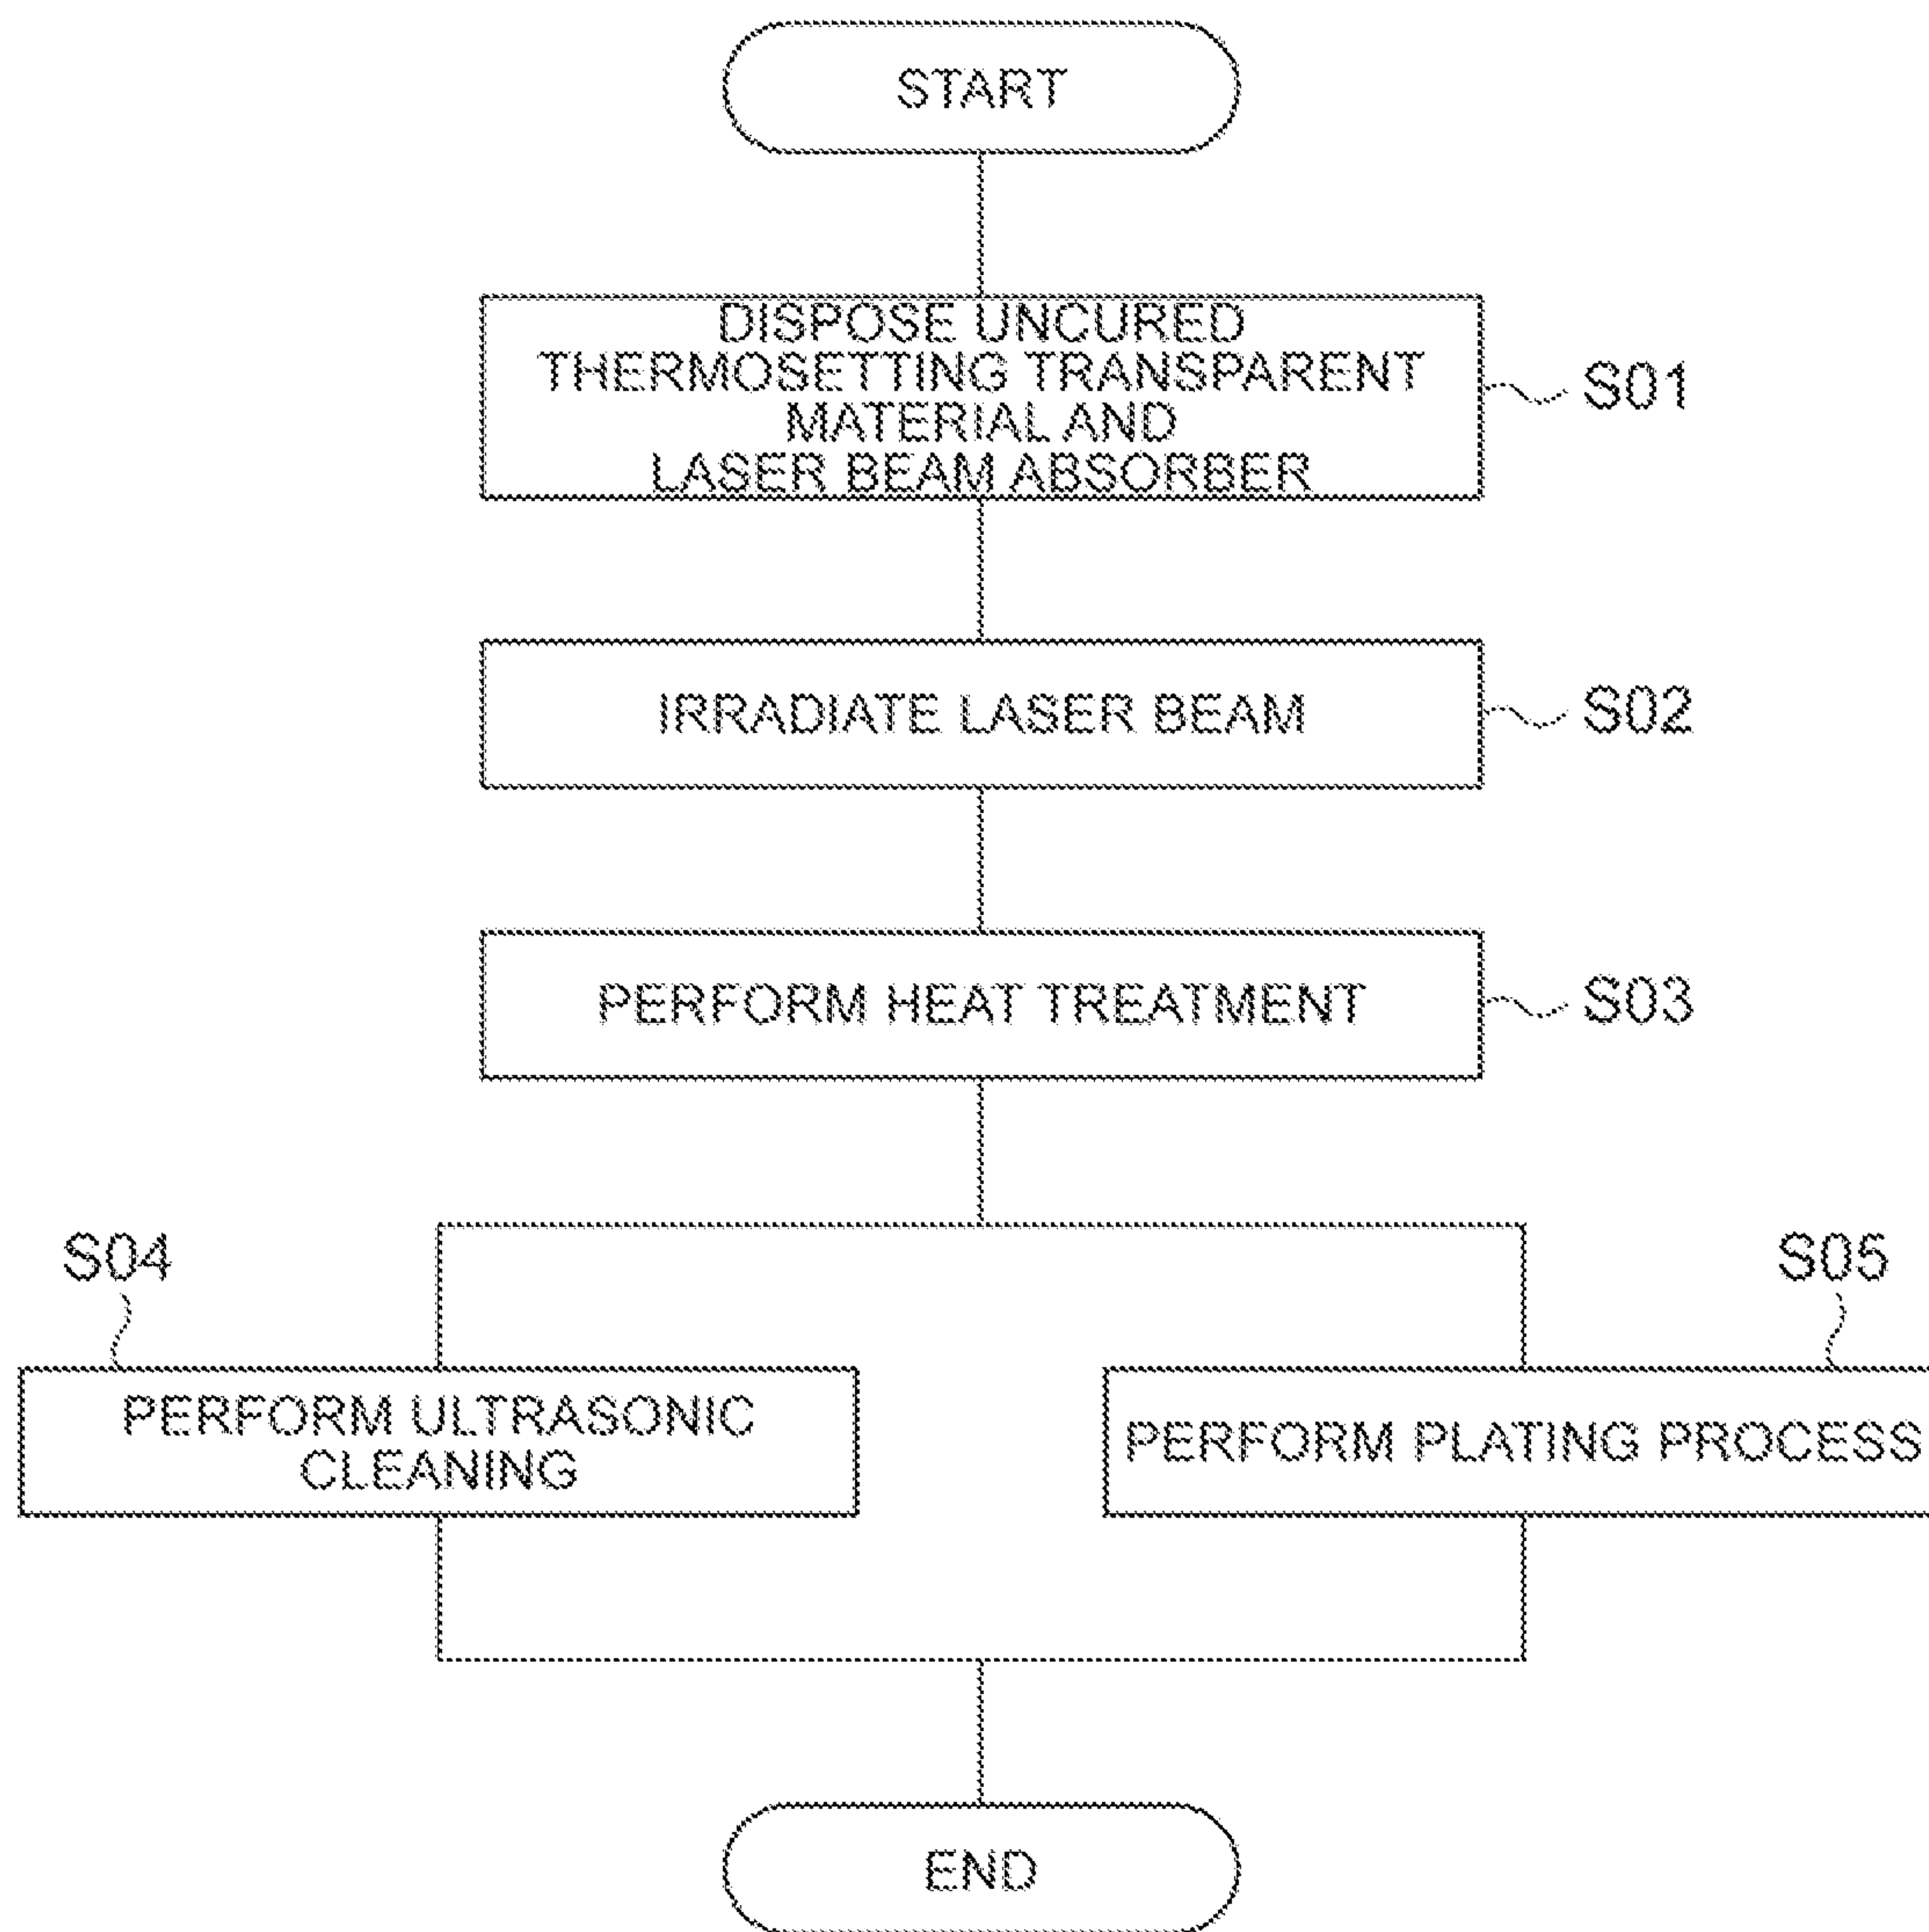 START
DISPOSE UNCURED
THERMOSETTING TRANSPARENT
MATERIAL AND
LASER BEAM ABSORBER
S01
IRRADIATE LASER BEAM
S02
PERFORM HEAT TREATMENT
S03
S04
S05
PERFORM ULTRASONIC
CLEANING
PERFORM PLATING PROCESS
END